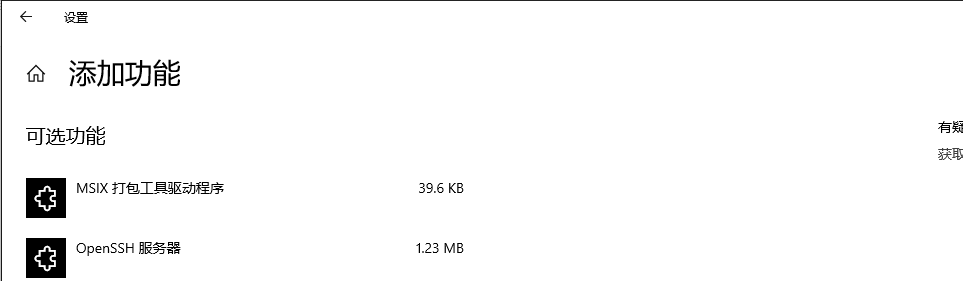 设置
添加功能
可选功能
有疑
获取
MSIX 打包工具驱动程序 39.6 KB
OpenSSH 服务器 1.23 MB